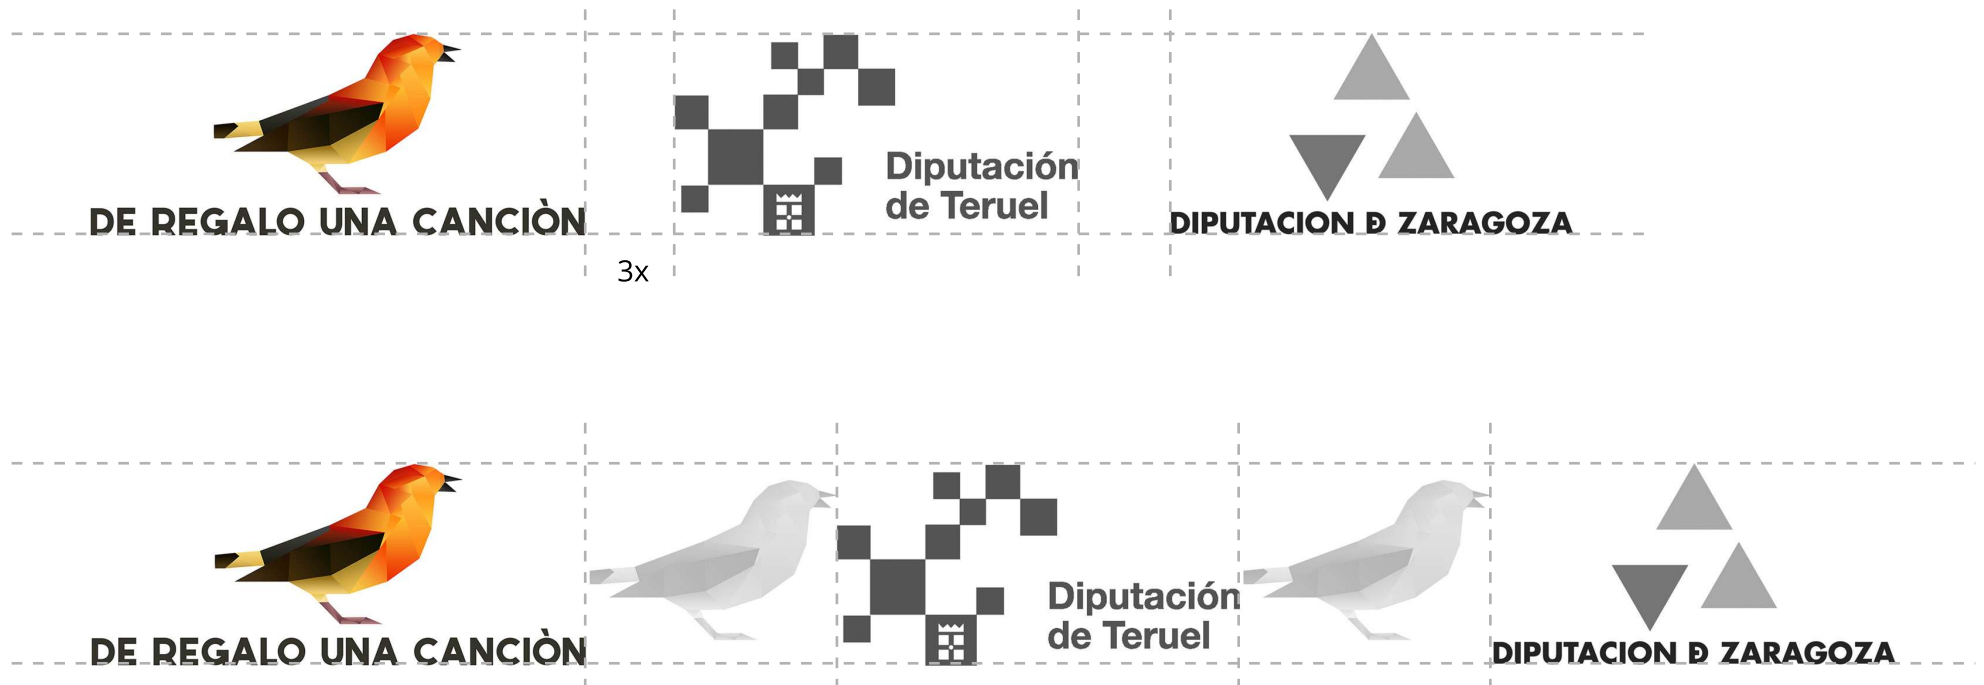 DE REGALO UNA CANCIÒN
Diputación
de Teruel
DIPUTACION Đ ZARAGOZA
3x
DE REGALO UNA CANCIÒN
Diputación
de Teruel
DIPUTACION Đ ZARAGOZA